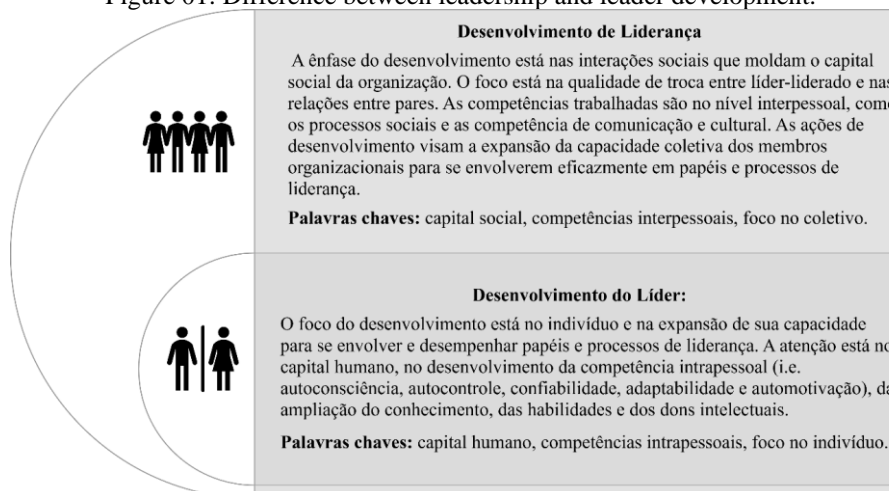 Figure 01: Difference between leadership and leader development.
Desenvolvimento de Liderança
A ênfase do desenvolvimento está nas interações sociais que moldam o capital
social da organização. O foco está na qualidade de troca entre líder-liderado e nas
relações entre pares. As competências trabalhadas são no nível interpessoal, como
os processos sociais e as competência de comunicação e cultural. As ações de
desenvolvimento visam a expansão da capacidade coletiva dos membros
organizacionais para se envolverem eficazmente em papéis e processos de
liderança.
Palavras chaves: capital social, competências interpessoais, foco no coletivo.
Desenvolvimento do Líder:
O foco do desenvolvimento está no indivíduo e na expansão de sua capacidade
para se envolver e desempenhar papéis e processos de liderança. A atenção está no
capital humano, no desenvolvimento da competência intrapessoal (i.e.
autoconsciência, autocontrole, confiabilidade, adaptabilidade e automotivação), da
ampliação do conhecimento, das habilidades e dos dons intelectuais.
Palavras chaves: capital humano, competências intrapessoais, foco no indivíduo.